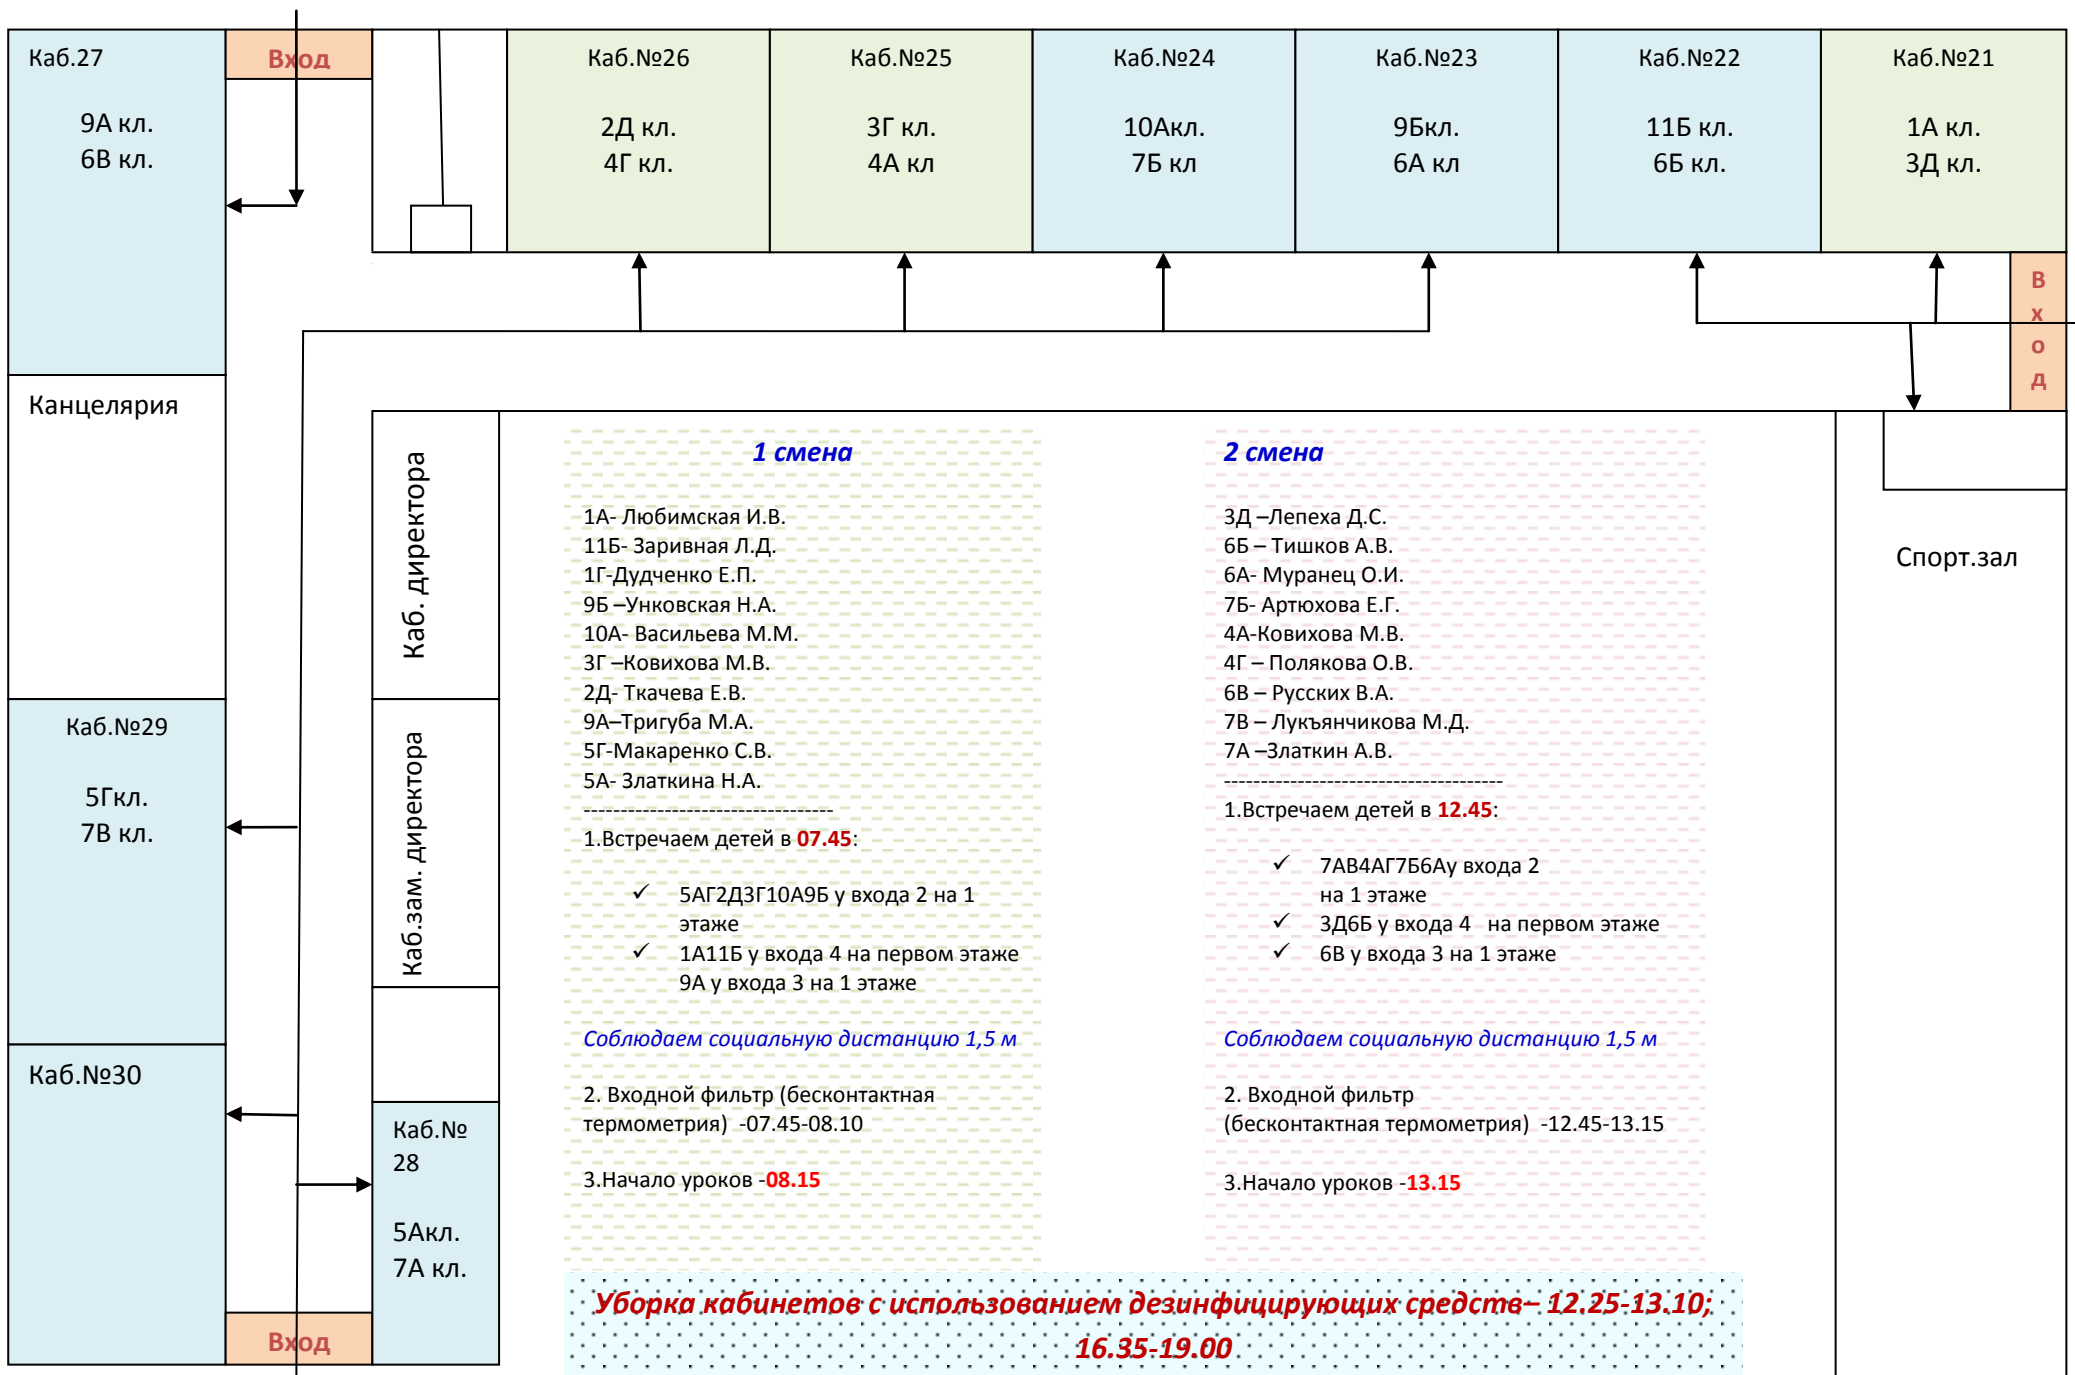 Каб.27
9А кл.
6В кл.
Вход
Каб.№26
2Д кл.
4Г кл.
Каб.№25
3Г кл.
4А кл
Каб.№24
10Акл.
7Б кл
Каб.№23
9Бкл.
6А кл
Каб.№22
11Б кл.
6Б кл.
Каб.№21
1А кл.
3Д кл.
Вход
Канцелярия
Каб. директора
Каб.зам. директора
Каб.№29
5Гкл.
7В кл.
Каб.№30
Каб.№
28
5Акл.
7А кл.
Вход
1 смена
1А- Любимская И.В.
11Б- Заривная Л.Д.
1Г-Дудченко Е.П.
9Б –Унковская Н.А.
10А- Васильева М.М.
3Г –Ковихова М.В.
2Д- Ткачева Е.В.
9А–Тригуба М.А.
5Г-Макаренко С.В.
5А- Златкина Н.А.
----------------------------------
1.Встречаем детей в 07.45:
✓ 5АГ2Д3Г10А9Б у входа 2 на 1
этаже
✓ 1А11Б у входа 4 на первом этаже
9А у входа 3 на 1 этаже
Соблюдаем социальную дистанцию 1,5 м
2. Входной фильтр (бесконтактная
термометрия) -07.45-08.10
3.Начало уроков -08.15
2 смена
3Д –Лепеха Д.С.
6Б – Тишков А.В.
6А- Муранец О.И.
7Б- Артюхова Е.Г.
4А-Ковихова М.В.
4Г – Полякова О.В.
6В – Русских В.А.
7В – Лукъянчикова М.Д.
7А –Златкин А.В.
--------------------------------------
1.Встречаем детей в 12.45:
✓ 7АВ4АГ7Б6Ау входа 2
на 1 этаже
✓ 3Д6Б у входа 4 на первом этаже
✓ 6В у входа 3 на 1 этаже
Соблюдаем социальную дистанцию 1,5 м
2. Входной фильтр
(бесконтактная термометрия) -12.45-13.15
3.Начало уроков -13.15
Спорт.зал
Уборка кабинетов с использованием дезинфицирующих средств– 12.25-13.10;
16.35-19.00